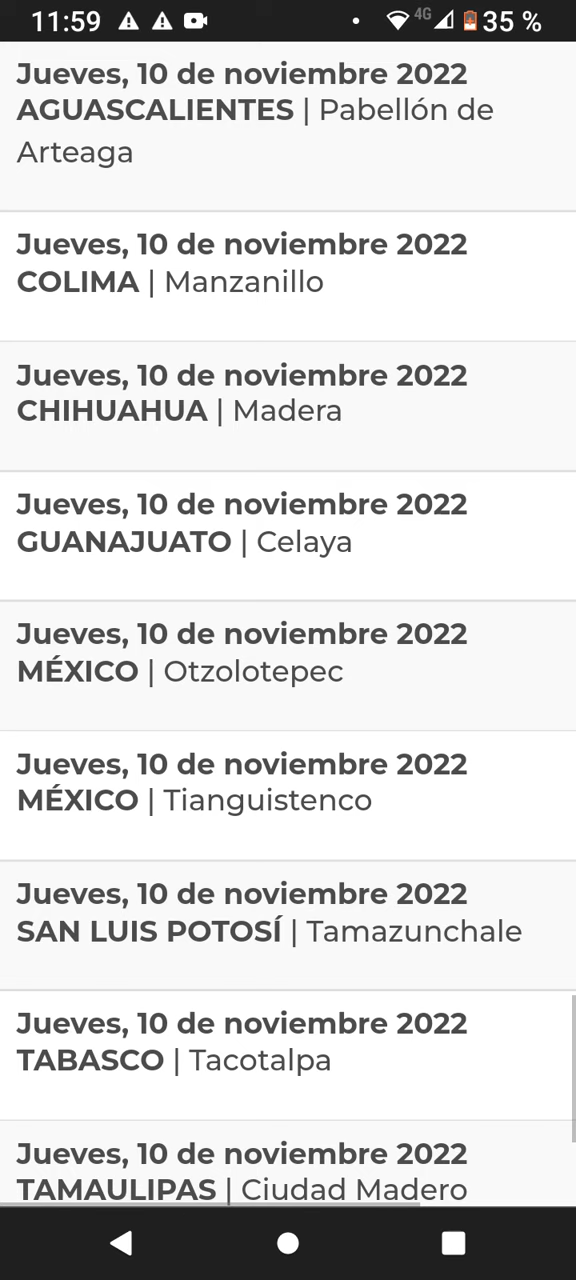 11:59 4G 35 %
Jueves, 10 de noviembre 2022
AGUASCALIENTES | Pabellón de
Arteaga
Jueves, 10 de noviembre 2022
COLIMA | Manzanillo
Jueves, 10 de noviembre 2022
CHIHUAHUA | Madera
Jueves, 10 de noviembre 2022
GUANAJUATO | Celaya
Jueves, 10 de noviembre 2022
MÉXICO | Otzolotepec
Jueves, 10 de noviembre 2022
MÉXICO | Tianguistenco
Jueves, 10 de noviembre 2022
SAN LUIS POTOSÍ | Tamazunchale
Jueves, 10 de noviembre 2022
TABASCO | Tacotalpa
Jueves, 10 de noviembre 2022
TAMAULIPAS | Ciudad Madero